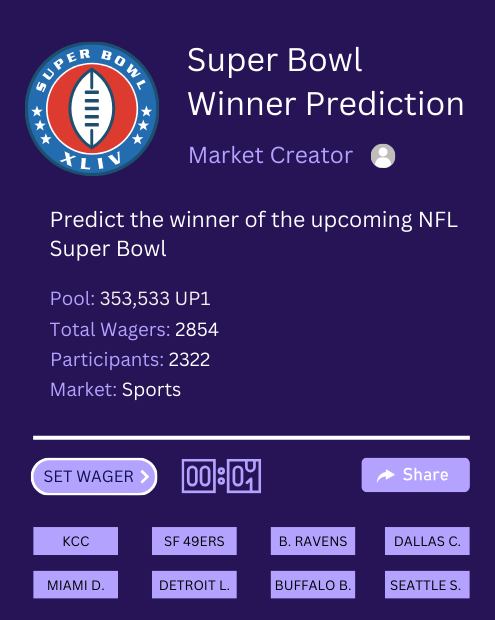 SUPER BOWL
XLIV
Super Bowl
Winner Prediction
Market Creator
Predict the winner of the upcoming NFL
Super Bowl
Pool: 353,533 UP1
Total Wagers: 2854
Participants: 2322
Market: Sports
SET WAGER
00:01
Share
KCC
SF 49ERS
B. RAVENS
DALLAS C.
MIAMI D.
DETROIT L.
BUFFALO B.
SEATTLE S.